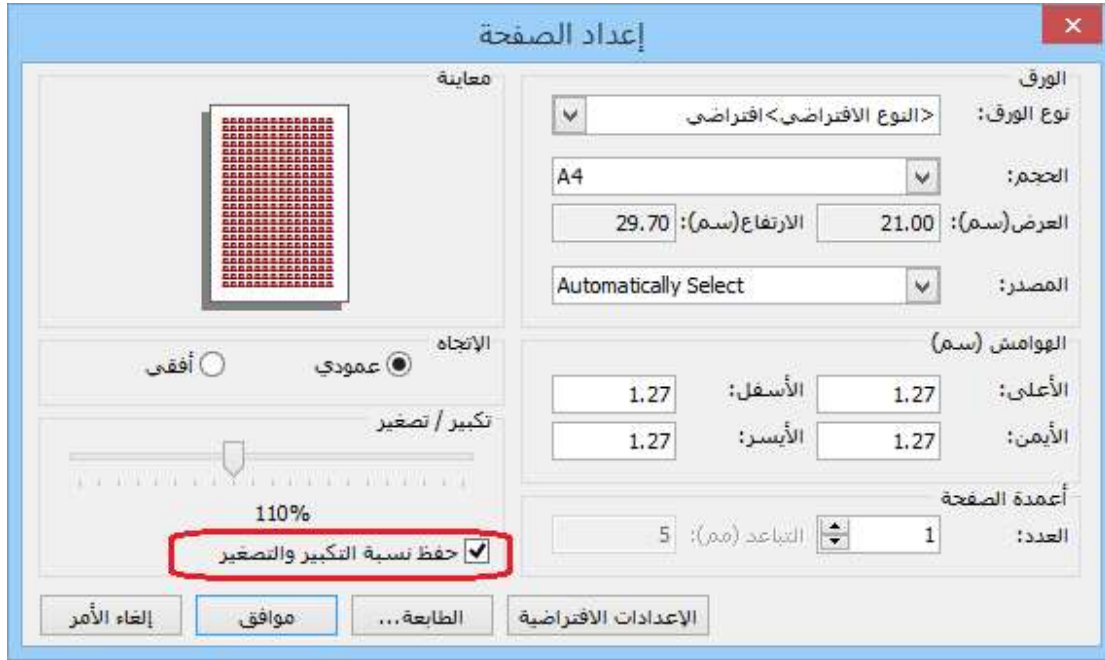 إعداد الصفحة
الورق
نوع الورق: <النوع الافتراضي>افتراضي
الحجم: A4
العرض(سم): 21.00 الارتفاع(سم): 29.70
المصدر: Automatically Select
الهوامش (سم)
الأعلى: 1.27 الأسفل: 1.27
الأيمن: 1.27 الأيسر: 1.27
أعمدة الصفحة
العدد: 1 التباعد (مم): 5
معاينة
الإتجاه
عمودي أفقي
تكبير / تصغير
110%
حفظ نسبة التكبير والتصغير
الإعدادات الافتراضية الطابعة... موافق إلغاء الأمر